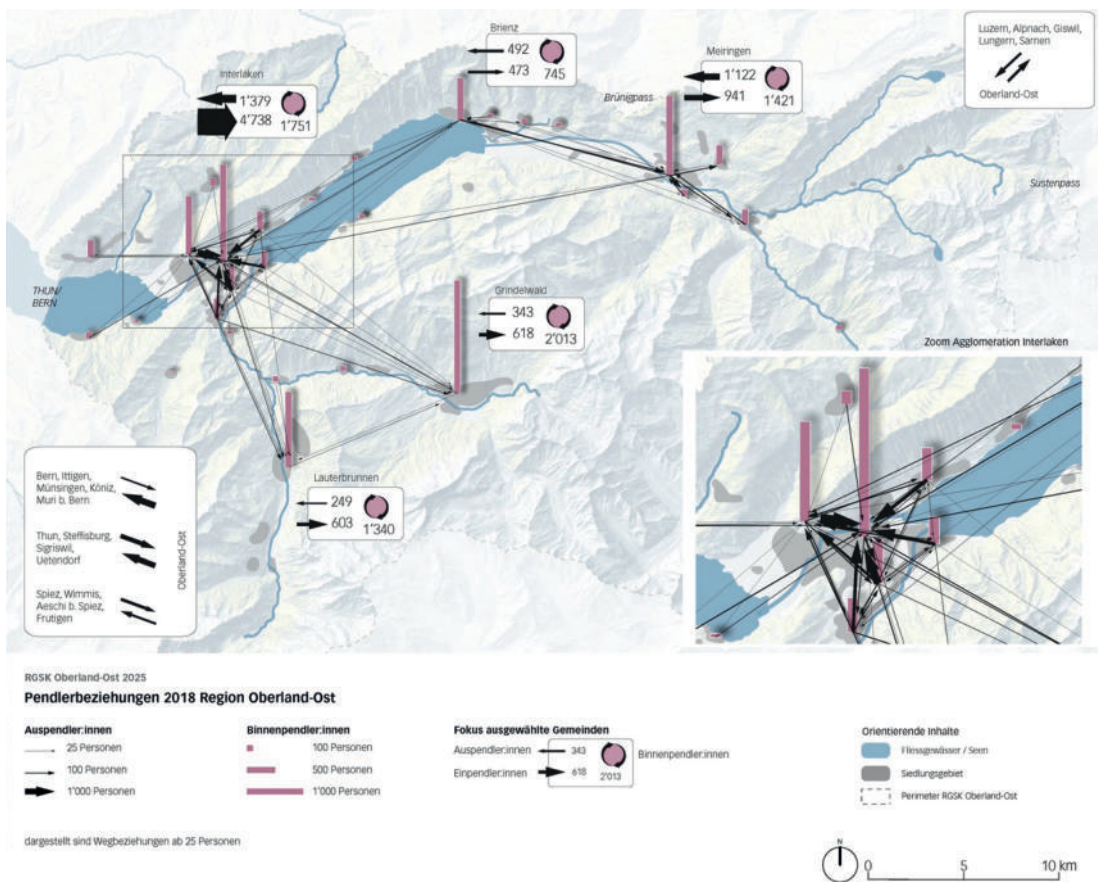 Brienz
492
473
745
Meiringen
1'122
941
1'421
Brünigpass
Luzern, Alpnach, Giswil,
Lungern, Sarnen
Oberland-Ost
Interlaken
1'379
4'738
1'751
Sustenpass
THUN/
BERN
Grindelwald
343
618
2'013
Zoom Agglomeration Interlaken
Lauterbrunnen
249
603
1'340
Bern, Ittigen,
Münsingen, Köniz,
Muri b. Bern
Thun, Steffisburg,
Sigriswil,
Uetendorf
Spiez, Wimmis,
Aeschi b. Spiez,
Frutigen
Oberland-Ost
RGSK Oberland-Ost 2025
Pendlerbeziehungen 2018 Region Oberland-Ost
Auspendler:innen
25 Personen
100 Personen
1'000 Personen
Binnenpendler:innen
100 Personen
500 Personen
1'000 Personen
Fokus ausgewählte Gemeinden
Auspendler:innen
343
Einpendler:innen
618
2'013
Binnenpendler:innen
Orientierende Inhalte
Fliessgewässer / Seen
Siedlungsgebiet
Perimeter RGSK Oberland-Ost
dargestellt sind Wegbeziehungen ab 25 Personen
N
0 5 10 km